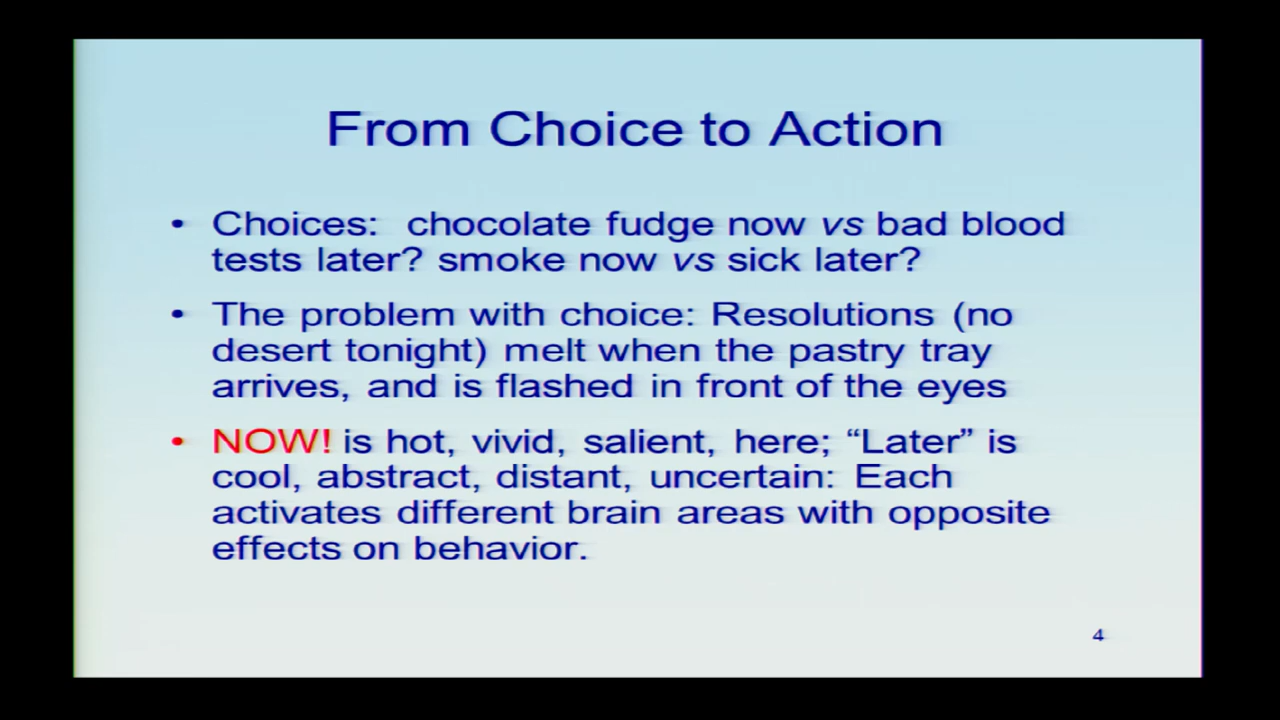 From Choice to Action
• Choices: chocolate fudge now vs bad blood
tests later? smoke now vs sick later?
• The problem with choice: Resolutions (no
desert tonight) melt when the pastry tray
arrives, and is flashed in front of the eyes
• NOW! is hot, vivid, salient, here; “Later” is
cool, abstract, distant, uncertain: Each
activates different brain areas with opposite
effects on behavior.
4